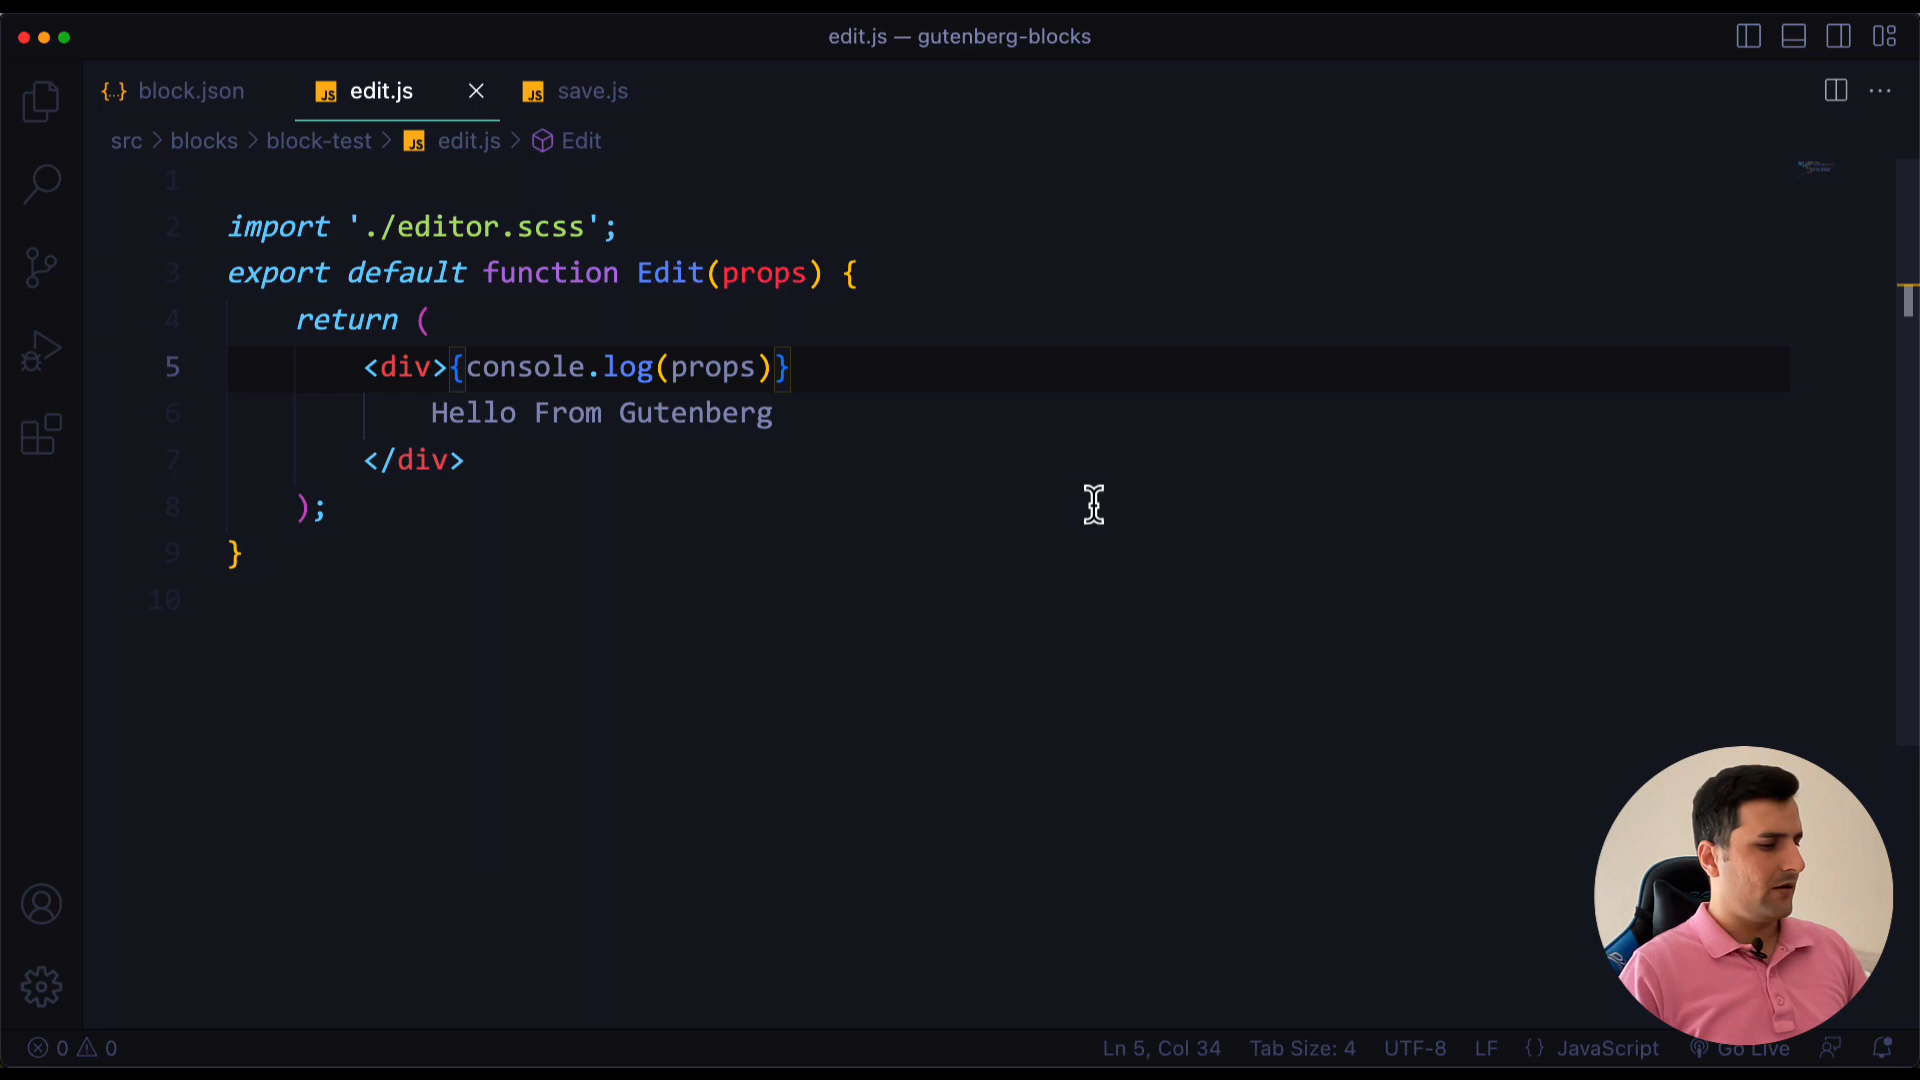 edit.js — gutenberg-blocks
{..} block.json JS edit.js JS save.js
src > blocks > block-test > JS edit.js > Edit
1
2 import './editor.scss';
3 export default function Edit(props) {
4 return (
5 <div>{console.log(props)}
6 Hello From Gutenberg
7 </div>
8 );
9 }
10
0 0 Ln 5, Col 34 Tab Size: 4 UTF-8 LF {} JavaScript Go Live